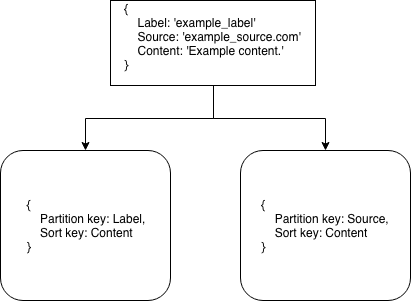 {
Label: 'example_label'
Source: 'example_source.com'
Content: 'Example content.'
}
{
Partition key: Label,
Sort key: Content
}
{
Partition key: Source,
Sort key: Content
}